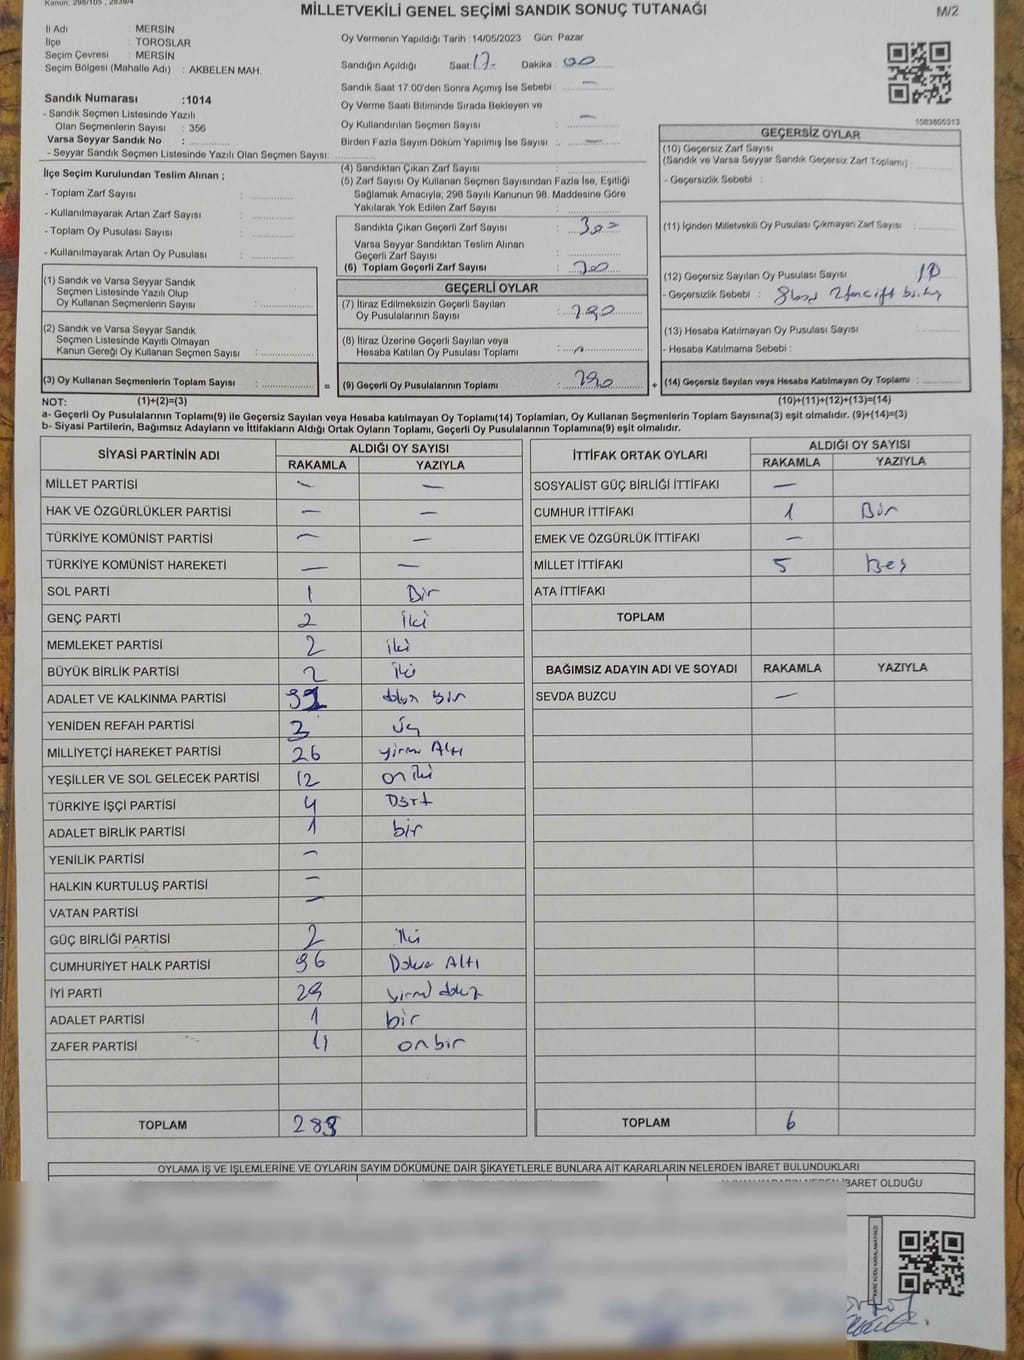 Kanun, 298/105, 2839/4
MİLLETVEKİLİ GENEL SEÇİMİ SANDIK SONUÇ TUTANAĞI
M/2
İl Adı : MERSİN
İlçe : TOROSLAR
Seçim Çevresi : MERSİN
Seçim Bölgesi (Mahalle Adı) : AKBELEN MAH.
Sandık Numarası :1014
- Sandık Seçmen Listesinde Yazılı
Olan Seçmenlerin Sayısı : 356
Varsa Seyyar Sandık No :
- Seyyar Sandık Seçmen Listesinde Yazılı Olan Seçmen Sayısı:
Oy Vermenin Yapıldığı Tarih :14/05/2023 Gün: Pazar
Sandığın Açıldığı Saat: 17- Dakika : 00
Sandık Saat 17:00'den Sonra Açımış İse Sebebi : —
Oy Verme Saati Bitiminde Sırada Bekleyen ve
Oy Kullandırılan Seçmen Sayısı : —
Birden Fazla Sayım Döküm Yapılmış İse Sayısı : —
1083605313
İlçe Seçim Kurulundan Teslim Alınan ;
- Toplam Zarf Sayısı :
- Kullanılmayarak Artan Zarf Sayısı :
- Toplam Oy Pusulası Sayısı :
- Kullanılmayarak Artan Oy Pusulası :
(4) Sandıktan Çıkan Zarf Sayısı :
(5) Zarf Sayısı Oy Kullanan Seçmen Sayısından Fazla İse, Eşitliği
Sağlamak Amacıyla; 298 Sayılı Kanunun 98. Maddesine Göre
Yakılarak Yok Edilen Zarf Sayısı :
Sandıkta Çıkan Geçerli Zarf Sayısı : 300
Varsa Seyyar Sandıktan Teslim Alınan
Geçerli Zarf Sayısı :
(6) Toplam Geçerli Zarf Sayısı : 300
GEÇERSİZ OYLAR
(10) Geçersiz Zarf Sayısı
(Sandık ve Varsa Seyyar Sandık Geçersiz Zarf Toplamı) :
- Geçersizlik Sebebi :
(11) İçinden Milletvekili Oy Pusulası Çıkmayan Zarf Sayısı :
(12) Geçersiz Sayılan Oy Pusulası Sayısı 10
- Geçersizlik Sebebi :
(13) Hesaba Katılmayan Oy Pusulası Sayısı :
- Hesaba Katılmama Sebebi :
(1) Sandık ve Varsa Seyyar Sandık
Seçmen Listesinde Yazılı Olup
Oy Kullanan Seçmenlerin Sayısı :
(2) Sandık ve Varsa Seyyar Sandık
Seçmen Listesinde Kayıtlı Olmayan
Kanun Gereği Oy Kullanan Seçmen Sayısı :
(3) Oy Kullanan Seçmenlerin Toplam Sayısı : =
GEÇERLİ OYLAR
(7) İtiraz Edilmeksizin Geçerli Sayılan
Oy Pusulalarının Sayısı : 290
(8) İtiraz Üzerine Geçerli Sayılan veya
Hesaba Katılan Oy Pusulası Toplamı :
(9) Geçerli Oy Pusulalarının Toplamı : 290 +
(14) Geçersiz Sayılan veya Hesaba Katılmayan Oy Toplamı :
NOT: (1)+(2)=(3) (10)+(11)+(12)+(13)=(14)
a- Geçerli Oy Pusulalarının Toplamı(9) ile Geçersiz Sayılan veya Hesaba katılmayan Oy Toplamı(14) Toplamları, Oy Kullanan Seçmenlerin Toplam Sayısına(3) eşit olmalıdır. (9)+(14)=(3)
b- Siyasi Partilerin, Bağımsız Adayların ve İttifakların Aldığı Ortak Oyların Toplamı, Geçerli Oy Pusulalarının Toplamına(9) eşit olmalıdır.
SİYASİ PARTİNİN ADI ALDIĞI OY SAYISI
RAKAMLA YAZIYLA
MİLLET PARTİSİ — —
HAK VE ÖZGÜRLÜKLER PARTİSİ — —
TÜRKİYE KOMÜNİST PARTİSİ — —
TÜRKİYE KOMÜNİST HAREKETİ — —
SOL PARTİ 1 Bir
GENÇ PARTİ 2 İki
MEMLEKET PARTİSİ 2 iki
BÜYÜK BİRLİK PARTİSİ 2 iki
ADALET VE KALKINMA PARTİSİ 91 doksan bir
YENİDEN REFAH PARTİSİ 3 üç
MİLLİYETÇİ HAREKET PARTİSİ 26 yirmi Altı
YEŞİLLER VE SOL GELECEK PARTİSİ 12 on iki
TÜRKİYE İŞÇİ PARTİSİ 4 Dört
ADALET BİRLİK PARTİSİ 1 bir
YENİLİK PARTİSİ —
HALKIN KURTULUŞ PARTİSİ —
VATAN PARTİSİ —
GÜÇ BİRLİĞİ PARTİSİ 2 iki
CUMHURİYET HALK PARTİSİ 96 Doksan Altı
İYİ PARTİ 29 yirmi dokuz
ADALET PARTİSİ 1 bir
ZAFER PARTİSİ 11 onbir
TOPLAM
İTTİFAK ORTAK OYLARI ALDIĞI OY SAYISI
RAKAMLA YAZIYLA
SOSYALİST GÜÇ BİRLİĞİ İTTİFAKI —
CUMHUR İTTİFAKI 1 Bir
EMEK VE ÖZGÜRLÜK İTTİFAKI —
MİLLET İTTİFAKI 5 Beş
ATA İTTİFAKI
TOPLAM
BAĞIMSIZ ADAYIN ADI VE SOYADI RAKAMLA YAZIYLA
SEVDA BUZCU —
TOPLAM 6
OYLAMA İŞ VE İŞLEMLERİNE VE OYLARIN SAYIM DÖKÜMÜNE DAİR ŞİKAYETLERLE BUNLARA AİT KARARLARIN NELERDEN İBARET BULUNDUKLARI
İBARET OLDUĞU
KARE KODU KARALAMAYINIZ!